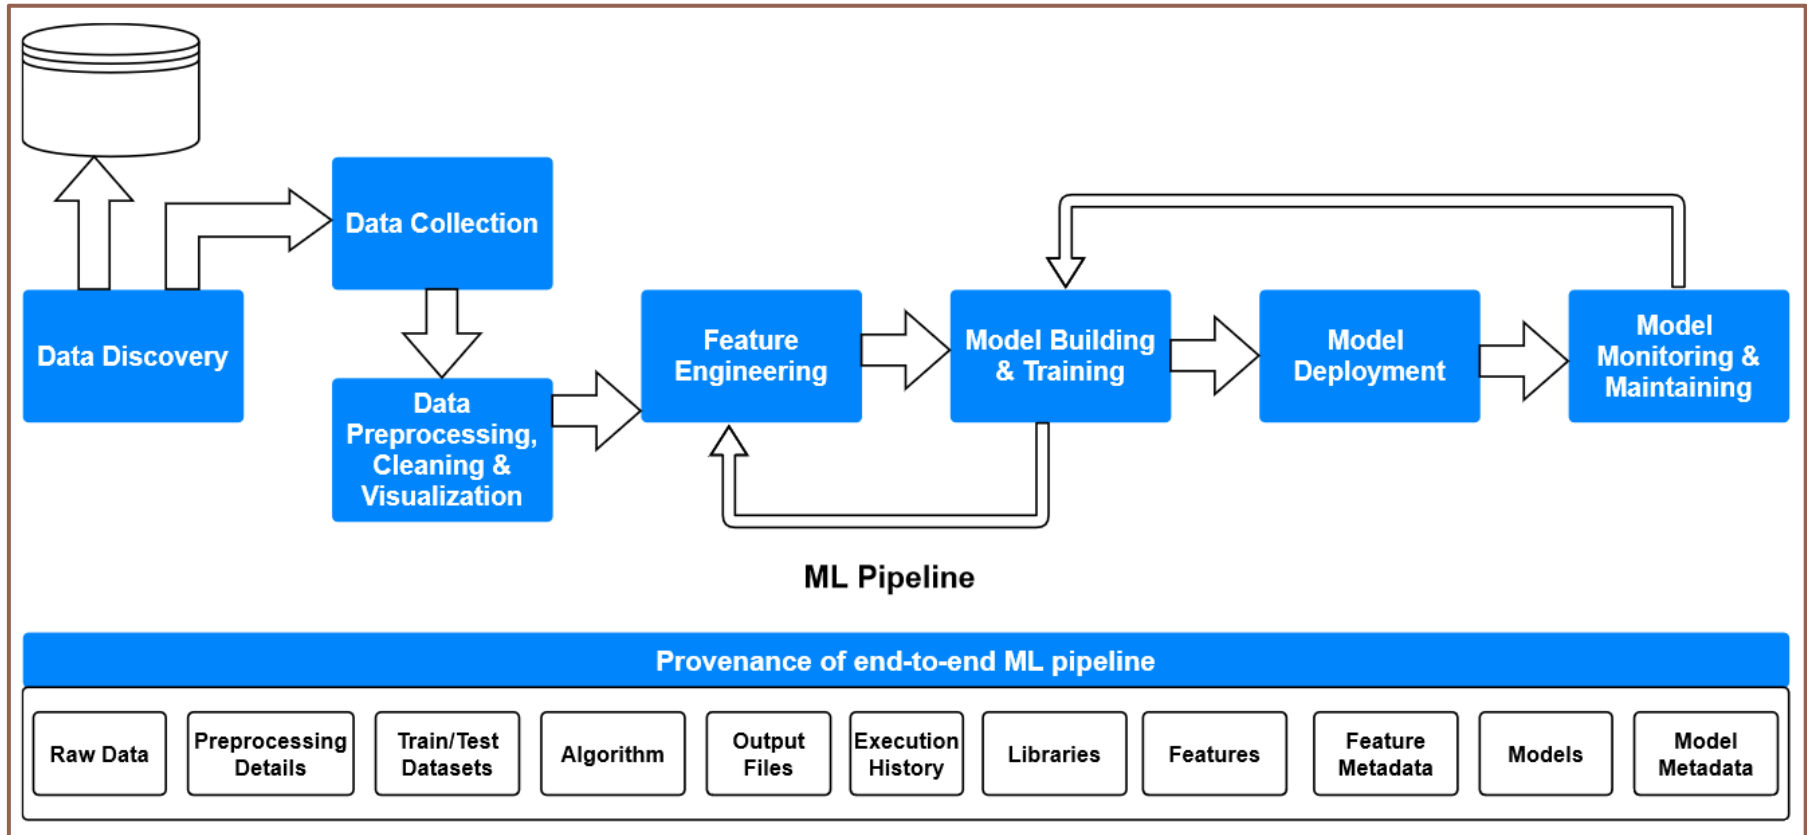 Data Collection
Data Discovery
Data
Preprocessing,
Cleaning &
Visualization
Feature
Engineering
Model Building
& Training
Model
Deployment
Model
Monitoring &
Maintaining
ML Pipeline
Provenance of end-to-end ML pipeline
Raw Data
Preprocessing
Details
Train/Test
Datasets
Algorithm
Output
Files
Execution
History
Libraries
Features
Feature
Metadata
Models
Model
Metadata